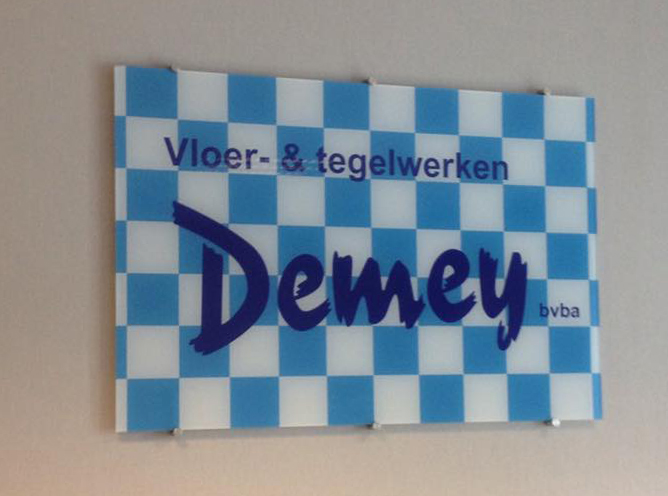 Vloer- & tegelwerken
Demey
bvba